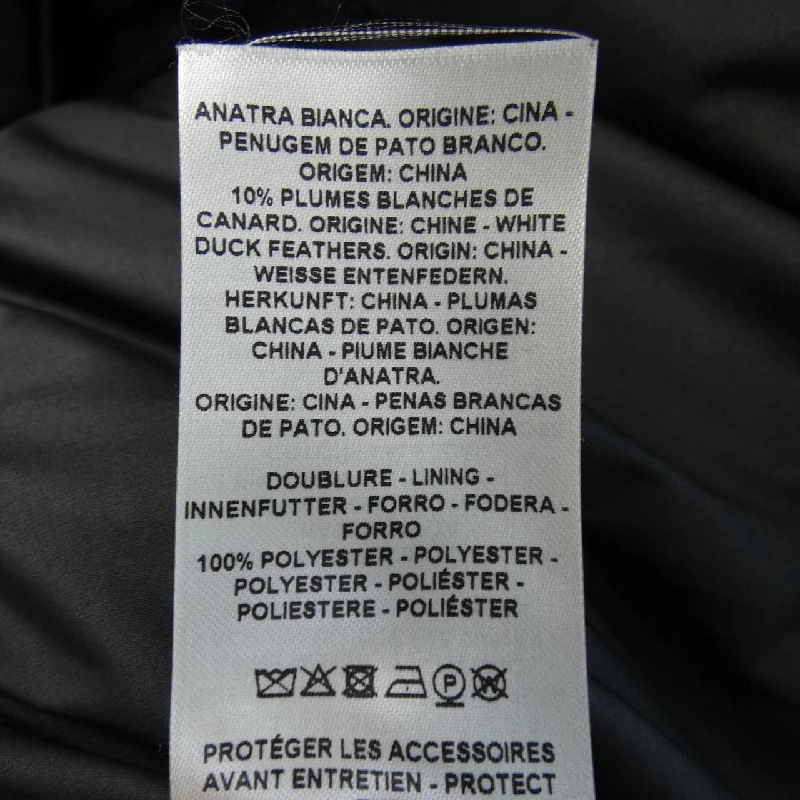 ANATRA BIANCA. ORIGINE: CINA -
PENUGEM DE PATO BRANCO.
ORIGEM: CHINA
10% PLUMES BLANCHES DE
CANARD. ORIGINE: CHINE - WHITE
DUCK FEATHERS. ORIGIN: CHINA -
WEISSE ENTENFEDERN.
HERKUNFT: CHINA - PLUMAS
BLANCAS DE PATO. ORIGEN:
CHINA - PIUME BIANCHE
D'ANATRA.
ORIGINE: CINA - PENAS BRANCAS
DE PATO. ORIGEM: CHINA
DOUBLURE - LINING -
INNENFUTTER - FORRO - FODERA -
FORRO
100% POLYESTER - POLYESTER -
POLYESTER - POLIÉSTER -
POLIESTERE - POLIÉSTER
P W
PROTÉGER LES ACCESSOIRES
AVANT ENTRETIEN - PROTECT